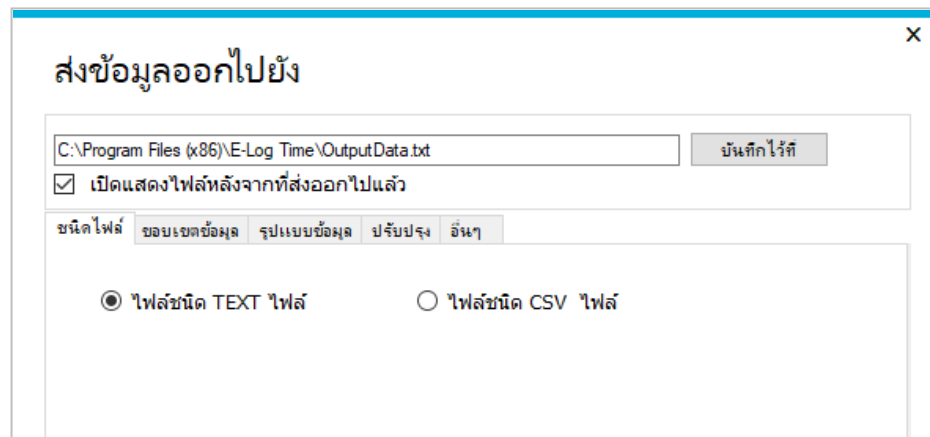 ×
ส่งข้อมูลออกไปยัง
C:\Program Files (x86)\E-Log Time\OutputData.txt บันทึกไว้ที่
เปิดแสดงไฟล์หลังจากที่ส่งออกไปแล้ว
ชนิดไฟล์ ขอบเขตข้อมูล รูปแบบข้อมูล ปรับปรุง อื่นๆ
ไฟล์ชนิด TEXT ไฟล์ ไฟล์ชนิด CSV ไฟล์